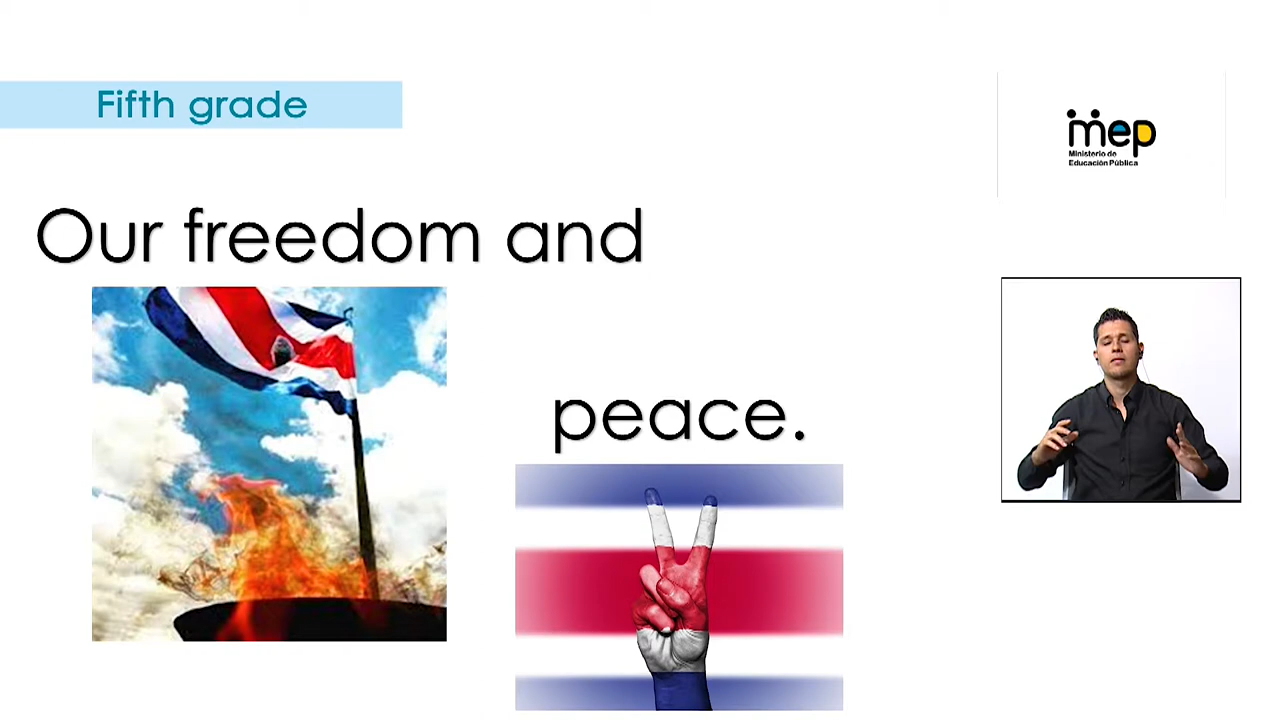 Fifth grade
mep
Ministerio de
Educación Pública
Our freedom and
peace.